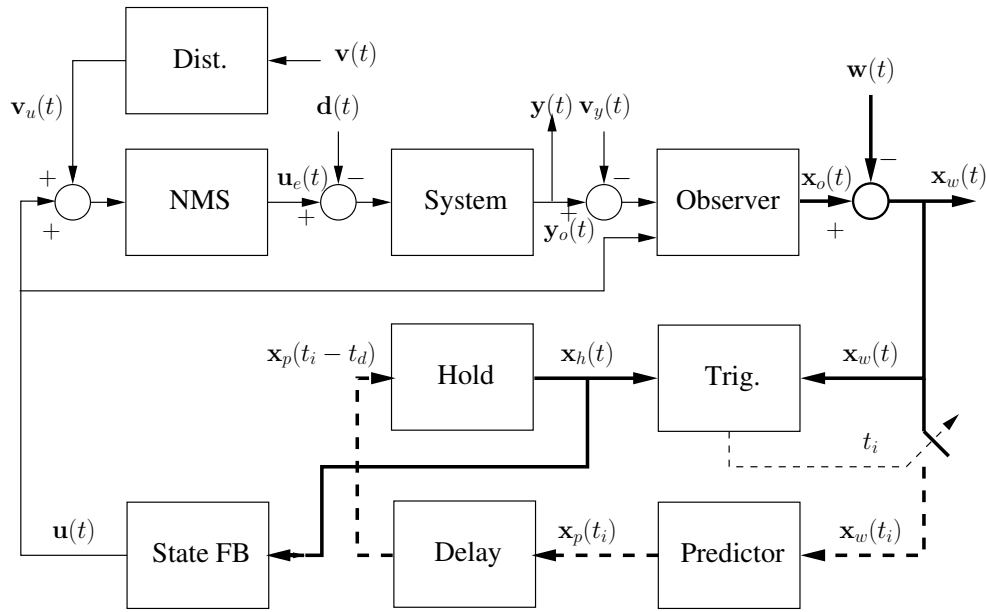 Dist.
v(t)
w(t)
v_u(t)
d(t)
y(t)
v_y(t)
+
−
−
−
NMS
u_e(t)
System
Observer
x_o(t)
x_w(t)
+
+
+
+
y_o(t)
x_p(t_i − t_d)
Hold
x_h(t)
Trig.
x_w(t)
t_i
u(t)
State FB
Delay
x_p(t_i)
Predictor
x_w(t_i)